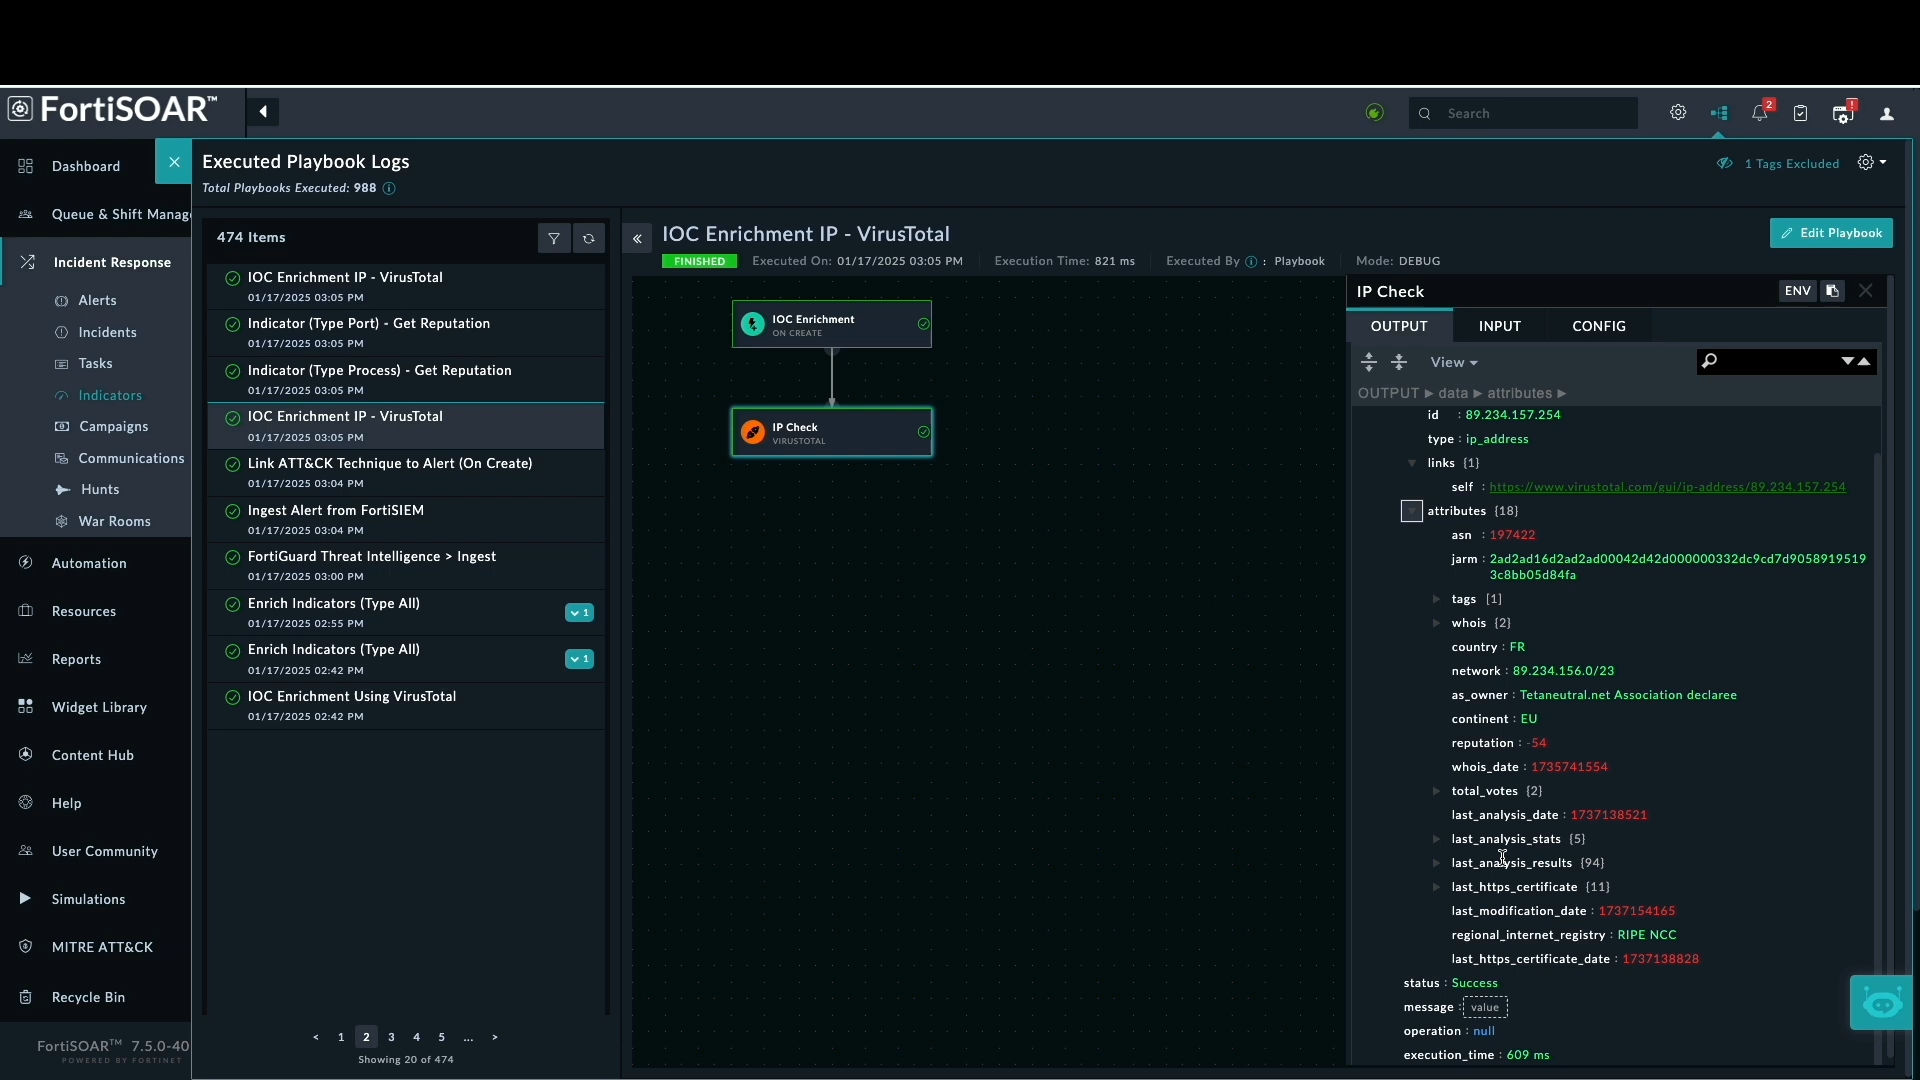 FortiSOAR™
Search
2
!
Dashboard
Queue & Shift Manag
Incident Response
Alerts
Incidents
Tasks
Indicators
Campaigns
Communications
Hunts
War Rooms
Automation
Resources
Reports
Widget Library
Content Hub
Help
User Community
Simulations
MITRE ATT&CK
Recycle Bin
FortiSOAR™ 7.5.0-40
POWERED BY FORTINET
Executed Playbook Logs
Total Playbooks Executed: 988
1 Tags Excluded
474 Items
IOC Enrichment IP - VirusTotal
01/17/2025 03:05 PM
Indicator (Type Port) - Get Reputation
01/17/2025 03:05 PM
Indicator (Type Process) - Get Reputation
01/17/2025 03:05 PM
IOC Enrichment IP - VirusTotal
01/17/2025 03:05 PM
Link ATT&CK Technique to Alert (On Create)
01/17/2025 03:04 PM
Ingest Alert from FortiSIEM
01/17/2025 03:04 PM
FortiGuard Threat Intelligence > Ingest
01/17/2025 03:00 PM
Enrich Indicators (Type All)
01/17/2025 02:55 PM
1
Enrich Indicators (Type All)
01/17/2025 02:42 PM
1
IOC Enrichment Using VirusTotal
01/17/2025 02:42 PM
< 1 2 3 4 5 ... >
Showing 20 of 474
IOC Enrichment IP - VirusTotal
Edit Playbook
FINISHED Executed On: 01/17/2025 03:05 PM Execution Time: 821 ms Executed By : Playbook Mode: DEBUG
IOC Enrichment
ON CREATE
IP Check
VIRUSTOTAL
IP Check
ENV
OUTPUT INPUT CONFIG
View
OUTPUT ► data ► attributes ►
id : 89.234.157.254
type : ip_address
links {1}
self : https://www.virustotal.com/gui/ip-address/89.234.157.254
attributes {18}
asn : 197422
jarm : 2ad2ad16d2ad2ad00042d42d000000332dc9cd7d9058919519
3c8bb05d84fa
tags [1]
whois {2}
country : FR
network : 89.234.156.0/23
as_owner : Tetaneutral.net Association declaree
continent : EU
reputation : -54
whois_date : 1735741554
total_votes {2}
last_analysis_date : 1737138521
last_analysis_stats {5}
last_analysis_results {94}
last_https_certificate {11}
last_modification_date : 1737154165
regional_internet_registry : RIPE NCC
last_https_certificate_date : 1737138828
status : Success
message : value
operation : null
execution_time : 609 ms